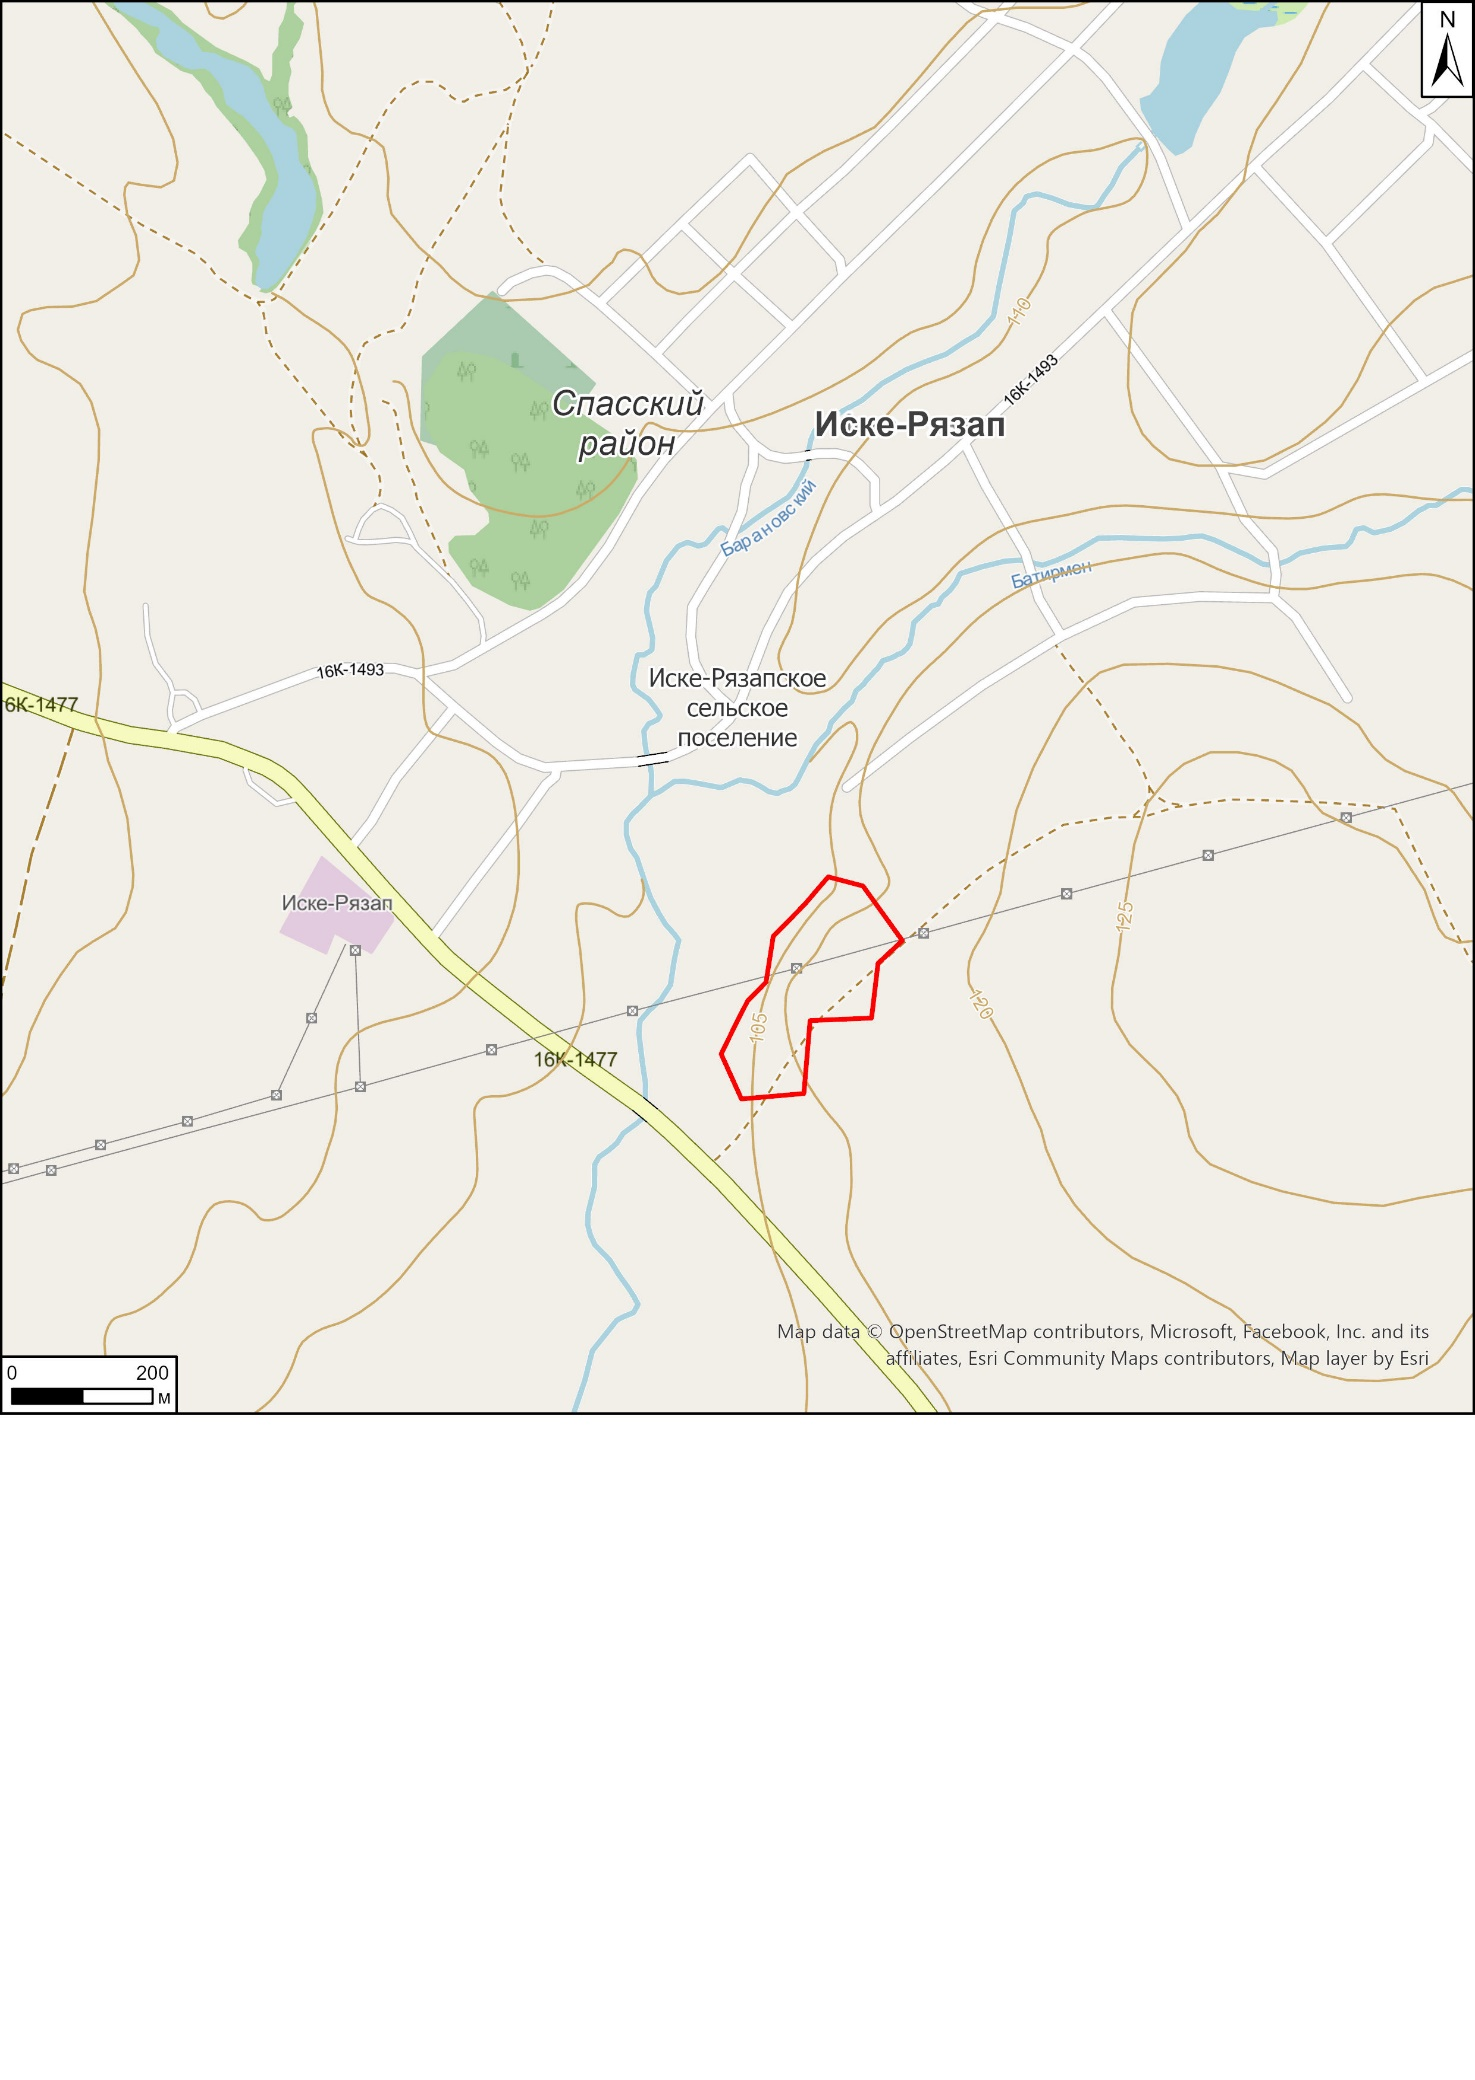 N
110
16К-1493
Спасский
район
Иске-Рязап
Барановский
Батирмен
16К-1493
Иске-Рязапское
сельское
поселение
6К-1477
Иске-Рязап
125
120
105
16К-1477
Map data © OpenStreetMap contributors, Microsoft, Facebook, Inc. and its
affiliates, Esri Community Maps contributors, Map layer by Esri
0 200
м